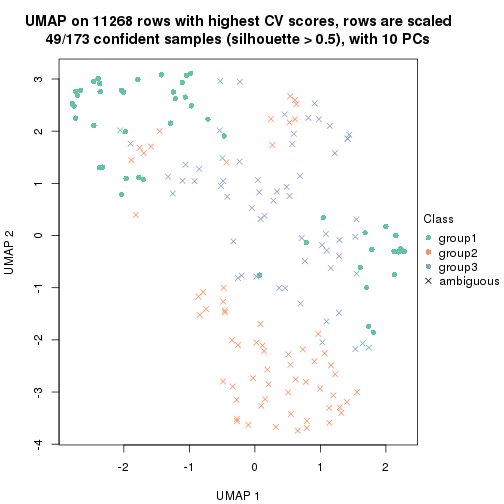 UMAP on 11268 rows with highest CV scores, rows are scaled
49/173 confident samples (silhouette > 0.5), with 10 PCs
3
2
1
0
-1
-2
-3
-4
UMAP 2
-2
-1
0
1
2
UMAP 1
Class
group1
group2
group3
ambiguous